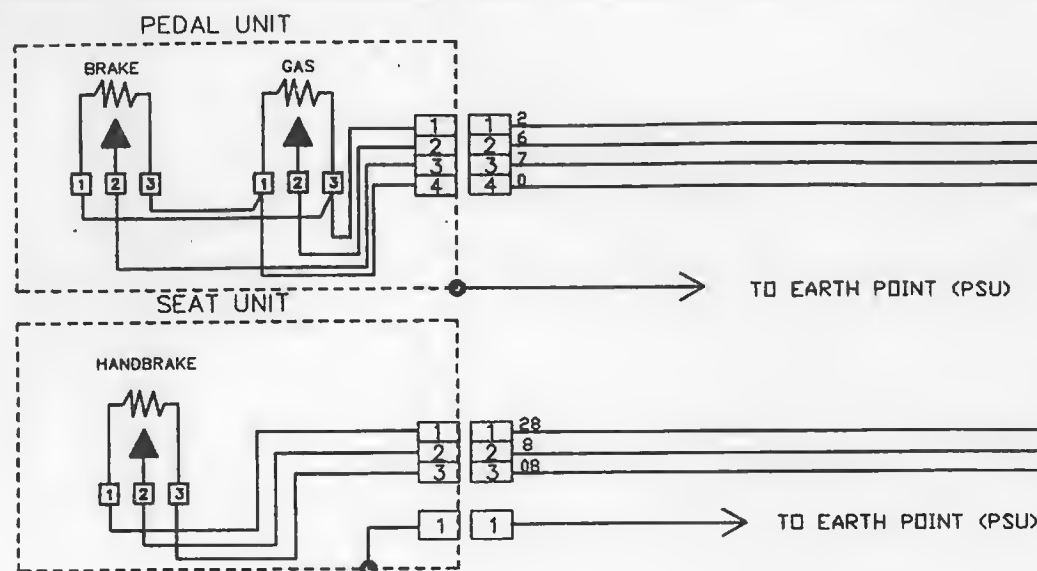 PEDAL UNIT
BRAKE GAS
1 2 3 1 2 3
1 1 2
2 2 6
3 3 7
4 4 0
TO EARTH POINT (PSU)
SEAT UNIT
HANDBRAKE
1 2 3
1 1 28
2 2 8
3 3 08
1 1 TO EARTH POINT (PSU)